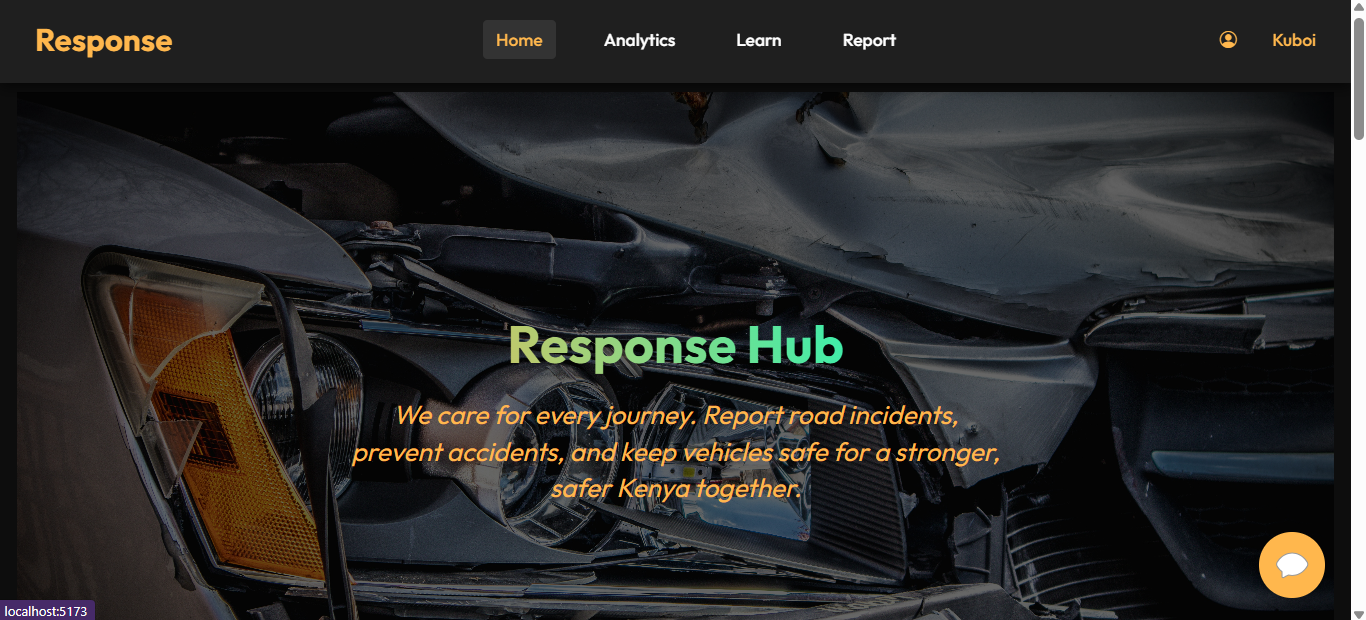 Response
Home
Analytics
Learn
Report
Kuboi
Response Hub
We care for every journey. Report road incidents,
prevent accidents, and keep vehicles safe for a stronger,
safer Kenya together.
localhost:5173